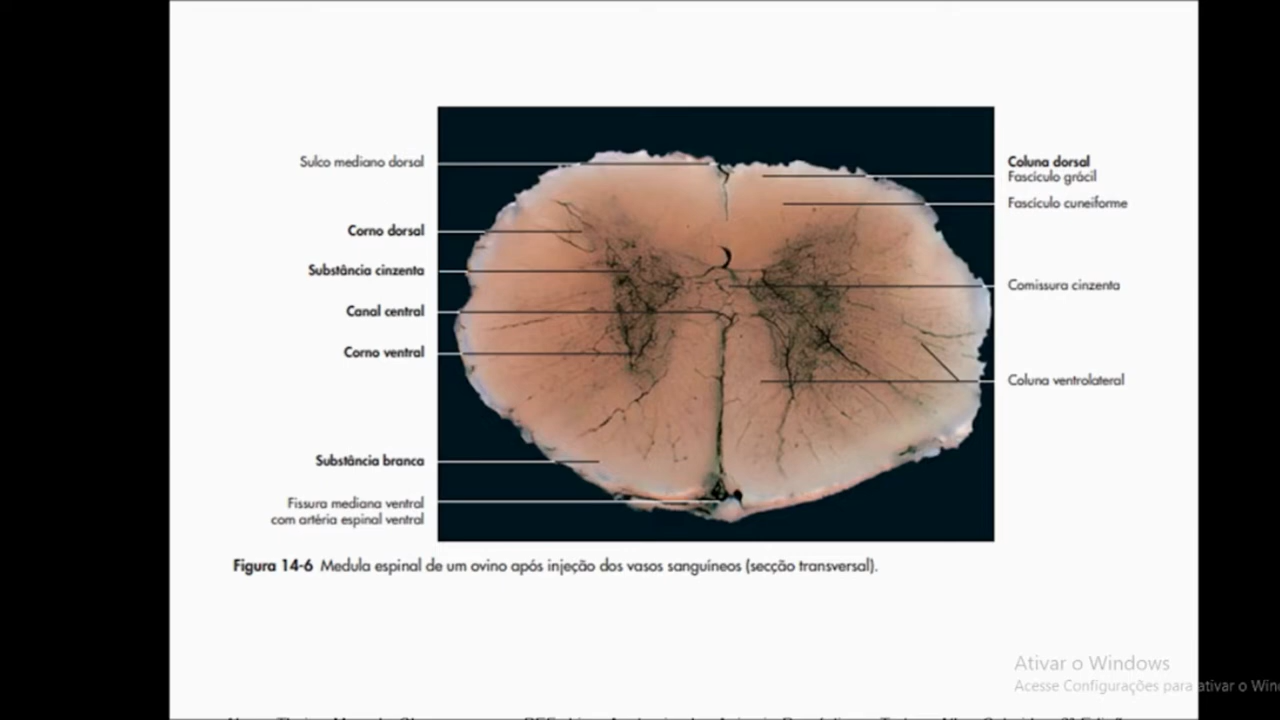 Sulco mediano dorsal
Corno dorsal
Substância cinzenta
Canal central
Corno ventral
Substância branca
Fissura mediana ventral
com artéria espinal ventral
Coluna dorsal
Fascículo grácil
Fascículo cuneiforme
Comissura cinzenta
Coluna ventrolateral
Figura 14-6 Medula espinal de um ovino após injeção dos vasos sanguíneos (secção transversal).
Ativar o Windows
Acesse Configurações para ativar o Win